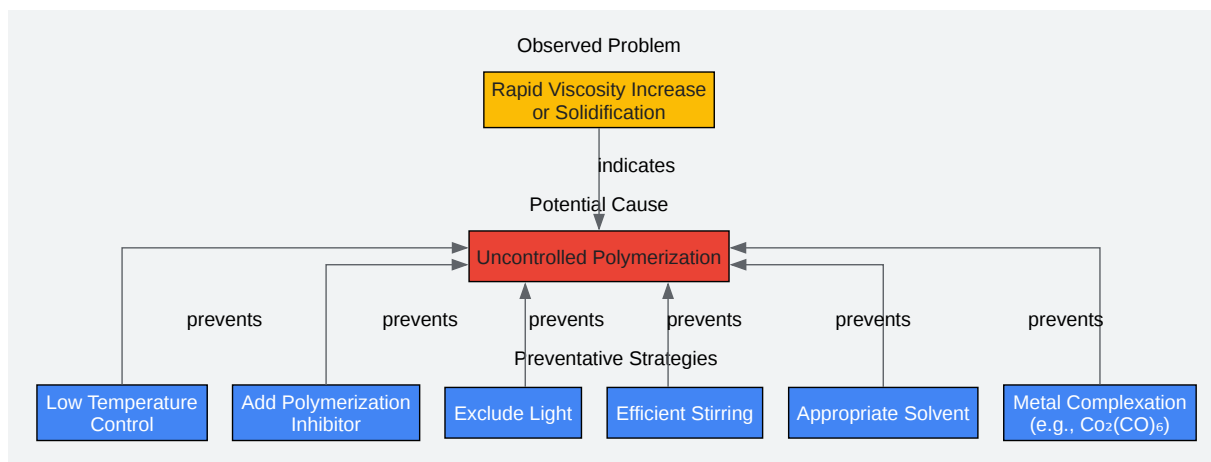 Observed Problem
Rapid Viscosity Increase
or Solidification
indicates
Potential Cause
Uncontrolled Polymerization
prevents prevents prevents prevents prevents prevents
Preventative Strategies
Low Temperature
Control
Add Polymerization
Inhibitor
Exclude Light
Efficient Stirring
Appropriate Solvent
Metal Complexation
(e.g., Co₂(CO)₆)